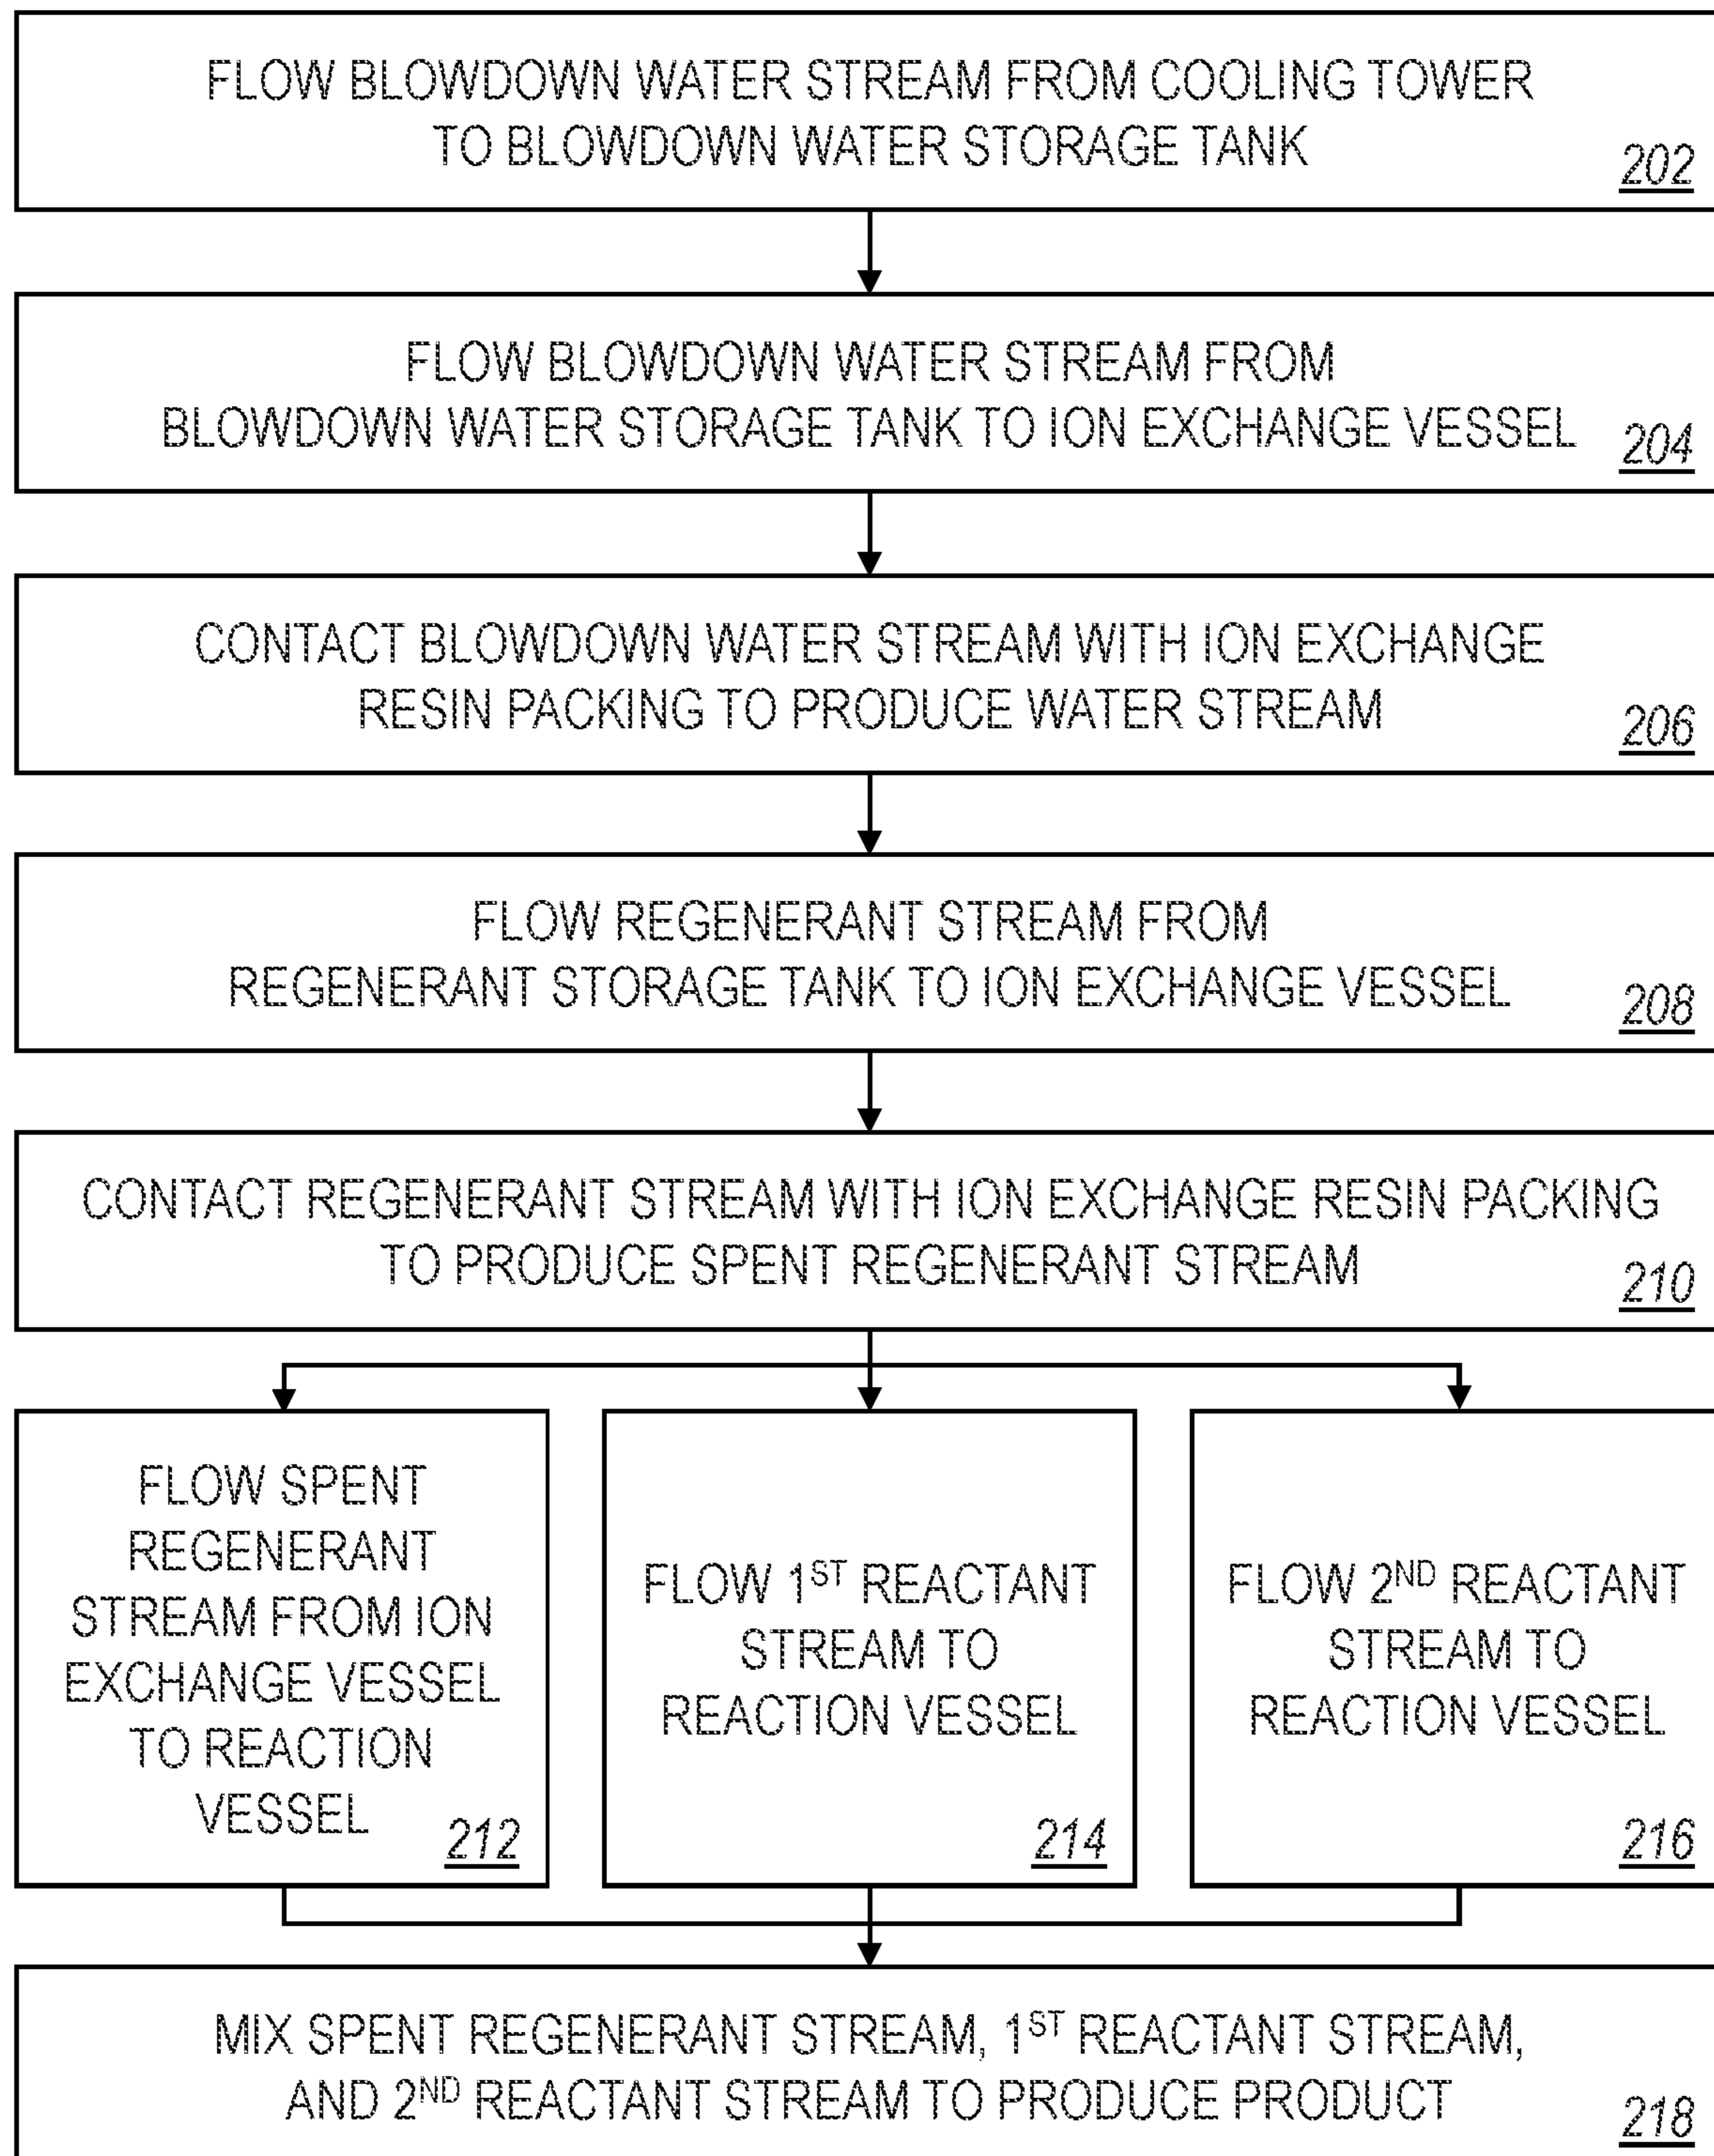 FLOW BLOWDOWN WATER STREAM FROM COOLING TOWER
TO BLOWDOWN WATER STORAGE TANK
202
FLOW BLOWDOWN WATER STREAM FROM
BLOWDOWN WATER STORAGE TANK TO ION EXCHANGE VESSEL
204
CONTACT BLOWDOWN WATER STREAM WITH ION EXCHANGE
RESIN PACKING TO PRODUCE WATER STREAM
206
FLOW REGENERANT STREAM FROM
REGENERANT STORAGE TANK TO ION EXCHANGE VESSEL
208
CONTACT REGENERANT STREAM WITH ION EXCHANGE RESIN PACKING
TO PRODUCE SPENT REGENERANT STREAM
210
FLOW SPENT
REGENERANT
STREAM FROM ION
EXCHANGE VESSEL
TO REACTION
VESSEL
212
FLOW 1ST REACTANT
STREAM TO
REACTION VESSEL
214
FLOW 2ND REACTANT
STREAM TO
REACTION VESSEL
216
MIX SPENT REGENERANT STREAM, 1ST REACTANT STREAM,
AND 2ND REACTANT STREAM TO PRODUCE PRODUCT
218